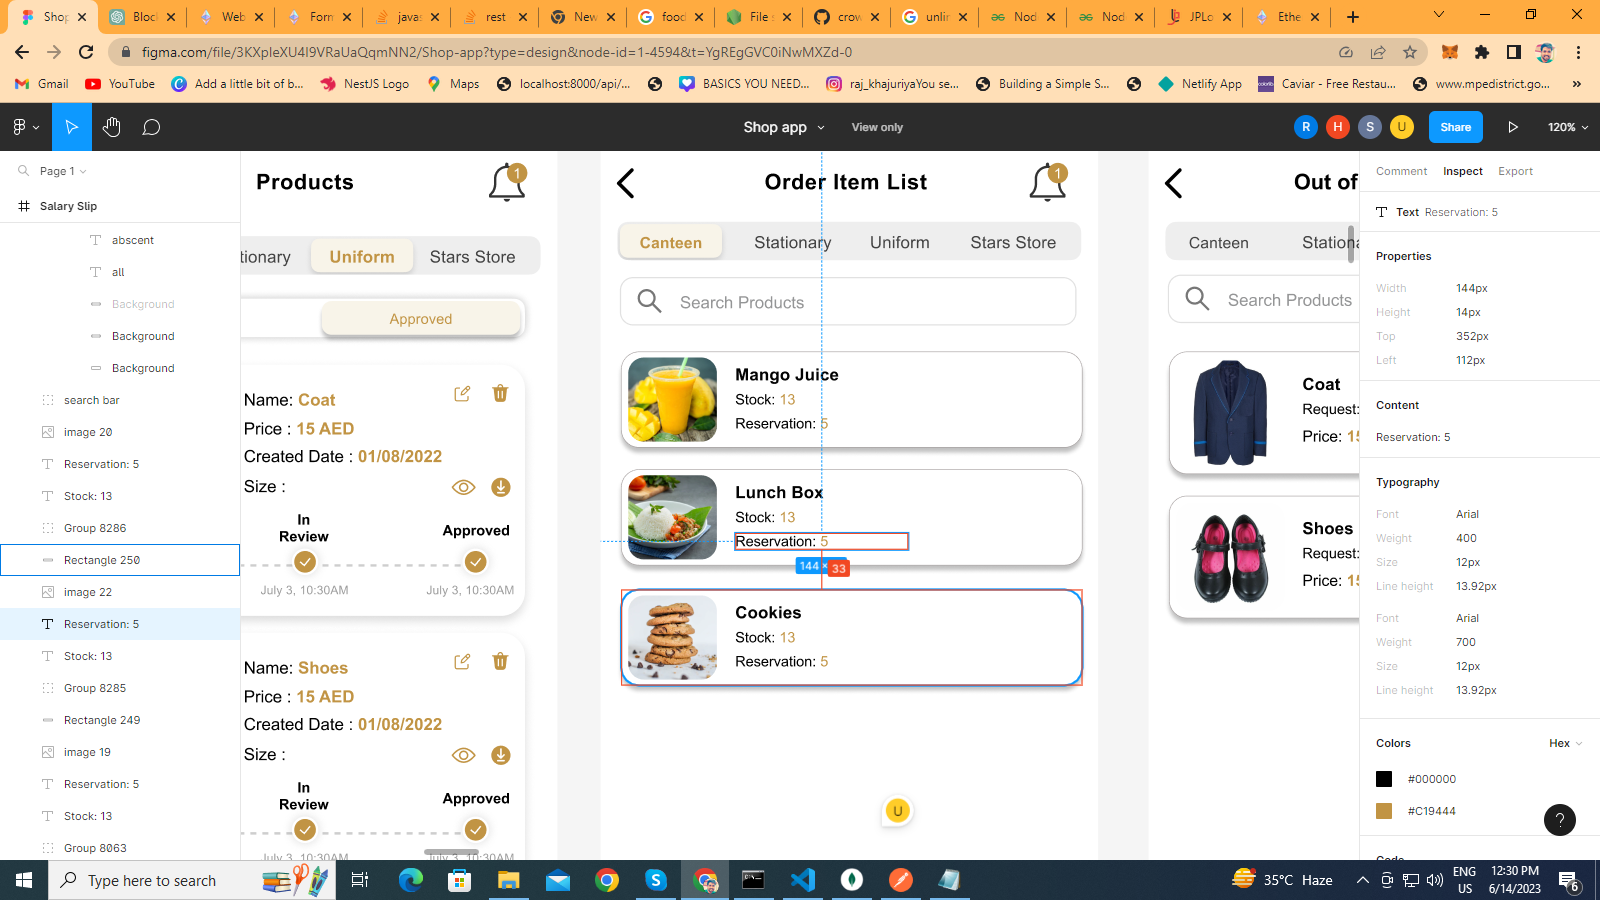 Shop
Block
Web
Form
javas
rest
New
food
File s
crow
unlir
Nod
Nod
JPLo
Ethe
figma.com/file/3KXpleXU4I9VRaUaQqmNN2/Shop-app?type=design&node-id=1-4594&t=YgREgGVC0iNwMXZd-0
Gmail
YouTube
Add a little bit of b...
NestJS Logo
Maps
localhost:8000/api/...
BASICS YOU NEED...
raj_khajuriyaYou se...
Building a Simple S...
Netlify App
Caviar - Free Restau...
www.mpedistrict.go...
»
Shop app
View only
R
H
S
U
Share
120%
Page 1
Salary Slip
abscent
all
Background
Background
Background
search bar
image 20
Reservation: 5
Stock: 13
Group 8286
Rectangle 250
image 22
Reservation: 5
Stock: 13
Group 8285
Rectangle 249
image 19
Reservation: 5
Stock: 13
Group 8063
Products
1
tionary
Uniform
Stars Store
Approved
Name: Coat
Price : 15 AED
Created Date : 01/08/2022
Size :
In
Review
Approved
July 3, 10:30AM
July 3, 10:30AM
Name: Shoes
Price : 15 AED
Created Date : 01/08/2022
Size :
In
Review
Approved
July 3, 10:30AM
July 3, 10:30AM
Order Item List
1
Canteen
Stationary
Uniform
Stars Store
Search Products
Mango Juice
Stock: 13
Reservation: 5
Lunch Box
Stock: 13
Reservation: 5
144 ×
33
Cookies
Stock: 13
Reservation: 5
U
Out of
Canteen
Stationa
Search Products
Coat
Request:
Price: 15
Shoes
Request:
Price: 15
Comment
Inspect
Export
Text Reservation: 5
Properties
Width 144px
Height 14px
Top 352px
Left 112px
Content
Reservation: 5
Typography
Font Arial
Weight 400
Size 12px
Line height 13.92px
Font Arial
Weight 700
Size 12px
Line height 13.92px
Colors
Hex
#000000
#C19444
Code
?
Type here to search
35°C Haze
ENG
US
12:30 PM
6/14/2023
6